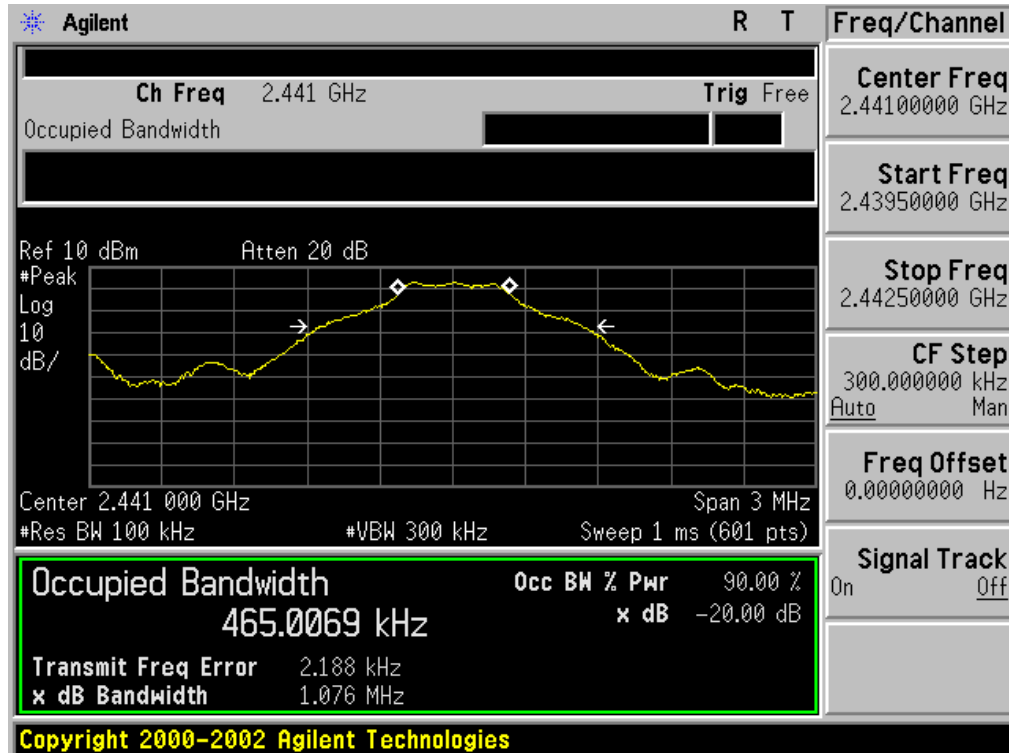 Agilent R T Freq/Channel
Ch Freq 2.441 GHz Trig Free
Occupied Bandwidth
Center Freq
2.44100000 GHz
Start Freq
2.43950000 GHz
Stop Freq
2.44250000 GHz
CF Step
300.000000 kHz
Auto Man
Freq Offset
0.00000000 Hz
Signal Track
On Off
Ref 10 dBm Atten 20 dB
#Peak
Log
10
dB/
Center 2.441 000 GHz Span 3 MHz
#Res BW 100 kHz #VBW 300 kHz Sweep 1 ms (601 pts)
Occupied Bandwidth Occ BW % Pwr 90.00 %
465.0069 kHz x dB -20.00 dB
Transmit Freq Error 2.188 kHz
x dB Bandwidth 1.076 MHz
Copyright 2000-2002 Agilent Technologies